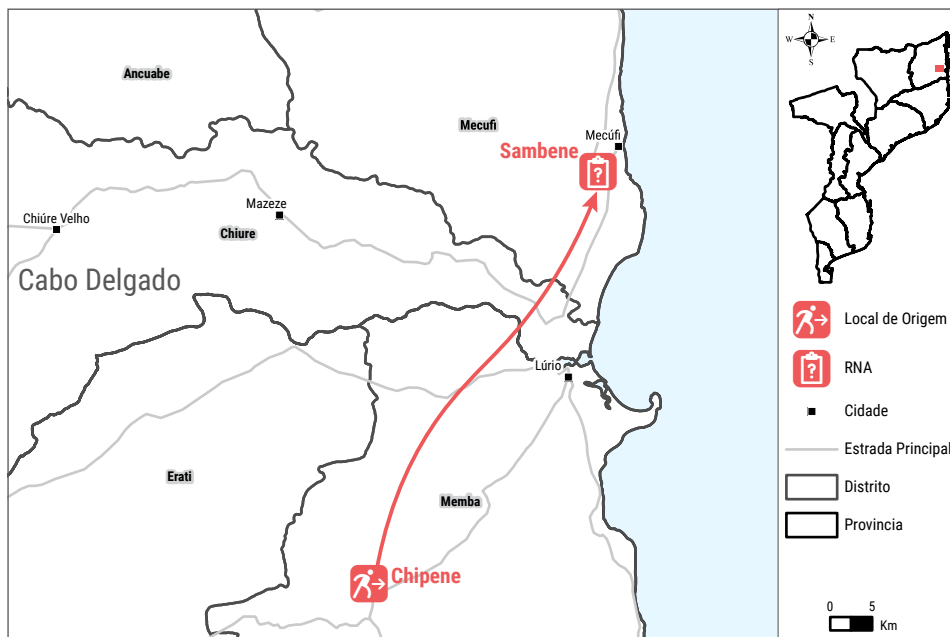 Ancuabe
Mecufi
Mecúfi
Sambene
?
Mazeze
Chiúre Velho
Chiure
Cabo Delgado
Lúrio
Erati
Memba
Chipene
N
W
E
S
Local de Origem
?
RNA
Cidade
Estrada Principal
Distrito
Provincia
0 5
Km